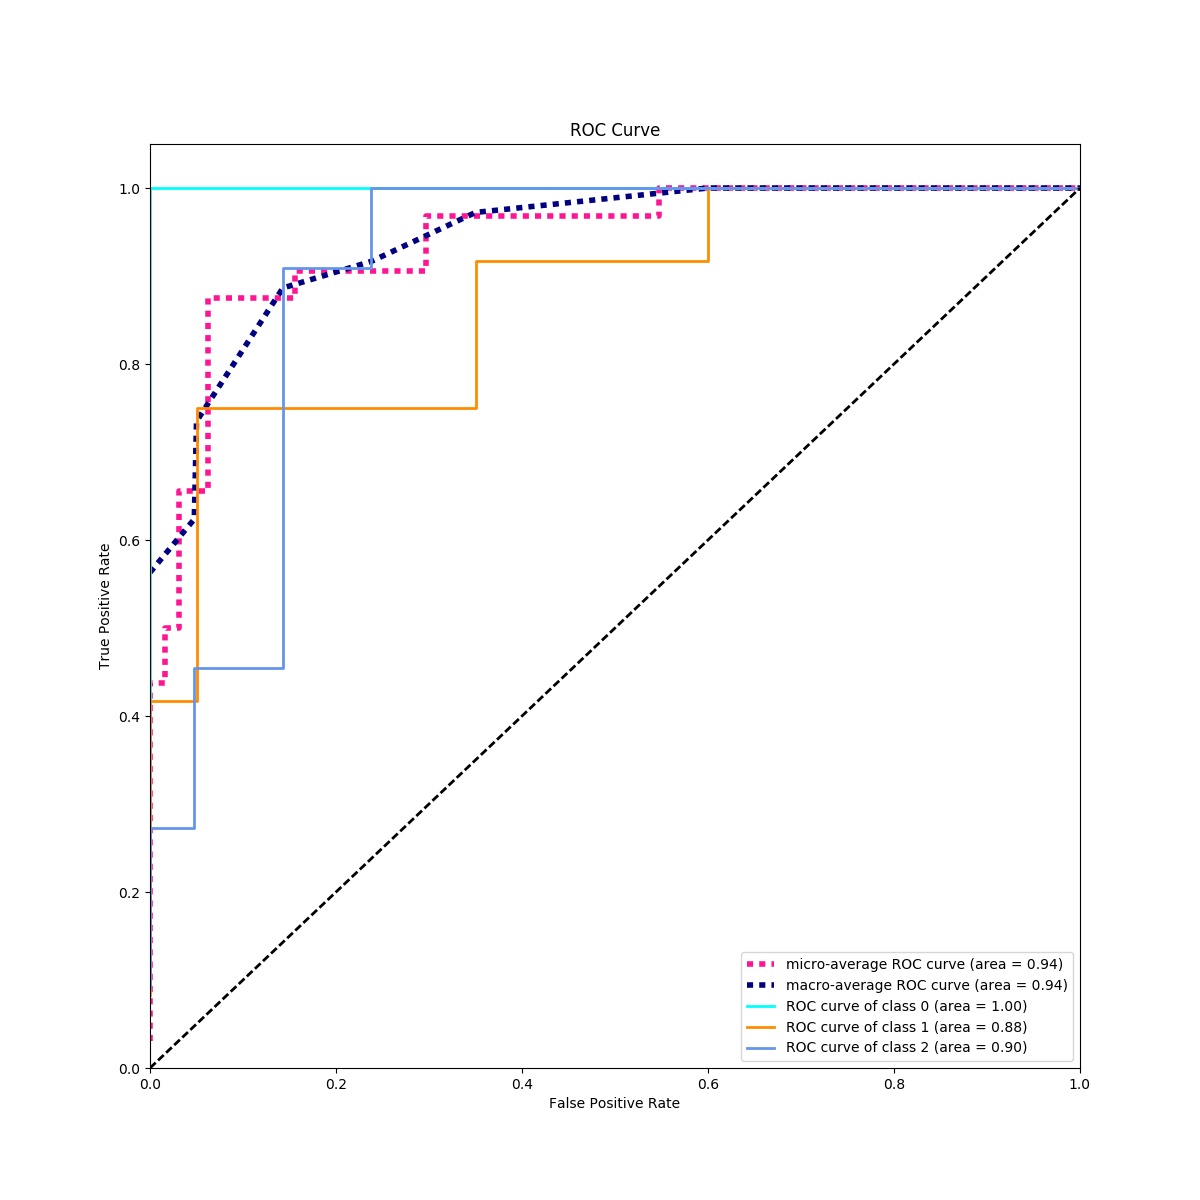 ROC Curve
1.0
0.8
0.6
0.4
0.2
0.0
True Positive Rate
0.0 0.2 0.4 0.6 0.8 1.0
False Positive Rate
micro-average ROC curve (area = 0.94)
macro-average ROC curve (area = 0.94)
ROC curve of class 0 (area = 1.00)
ROC curve of class 1 (area = 0.88)
ROC curve of class 2 (area = 0.90)